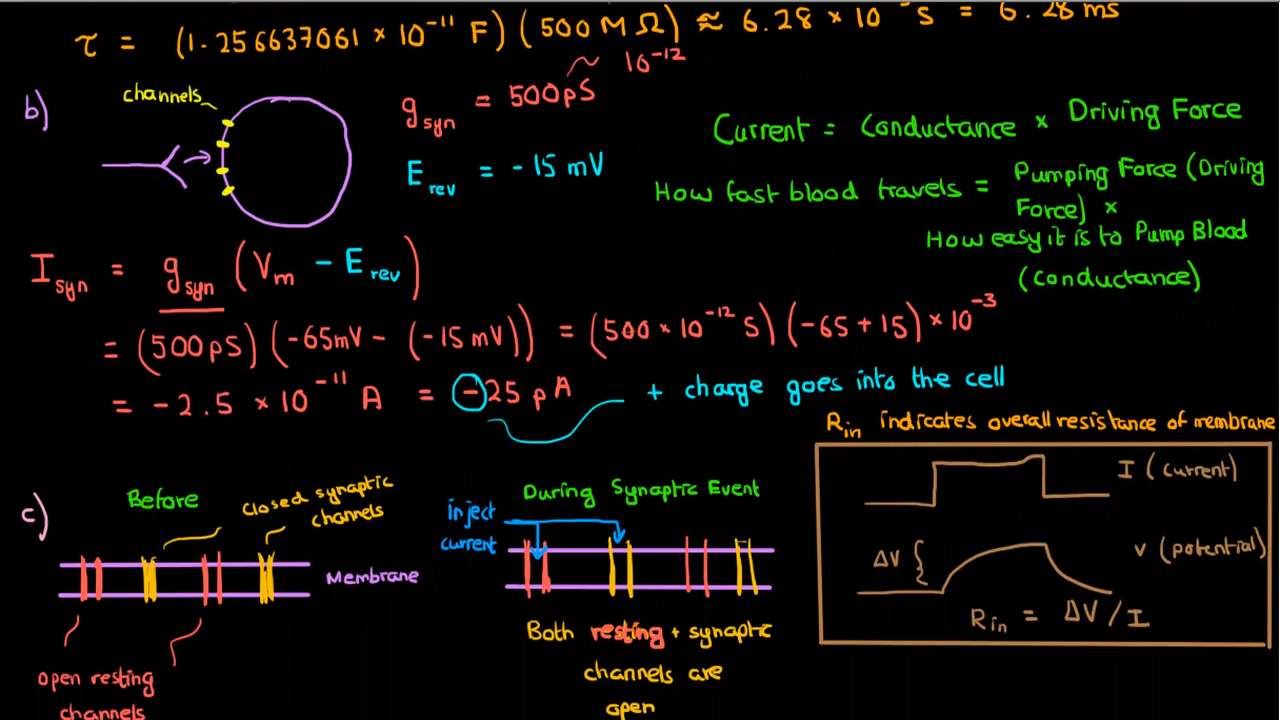 τ = (1.256637061 × 10⁻¹¹ F) (500 MΩ) ≈ 6.28 × 10 S = 6.28 ms
b)
channels
g_syn = 500pS ~ 10⁻¹²
E_rev = -15 mV
Current = Conductance × Driving Force
How fast blood travels = Pumping Force (Driving
Force) ×
How easy it is to Pump Blood
(conductance)
I_syn = g_syn (V_m - E_rev)
= (500pS) (-65mV - (-15 mV)) = (500 × 10⁻¹² S) (-65 + 15) × 10⁻³
= -2.5 × 10⁻¹¹ A = -25 pA
+ charge goes into the cell
R_in indicates overall resistance of membrane
I (current)
ΔV {
V (potential)
R_in = ΔV / I
c)
Before
closed synaptic
channels
Membrane
open resting
channels
During Synaptic Event
inject
current
Both resting + synaptic
channels are
open